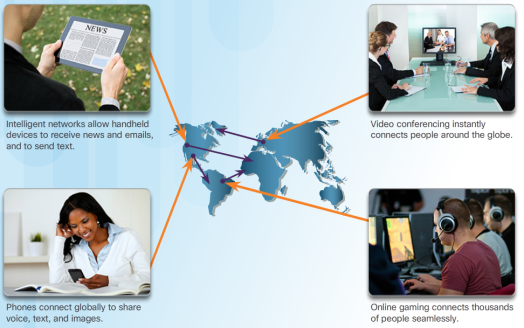 NEWS
Intelligent networks allow handheld
devices to receive news and emails,
and to send text.
Video conferencing instantly
connects people around the globe.
Phones connect globally to share
voice, text, and images.
Online gaming connects thousands
of people seamlessly.